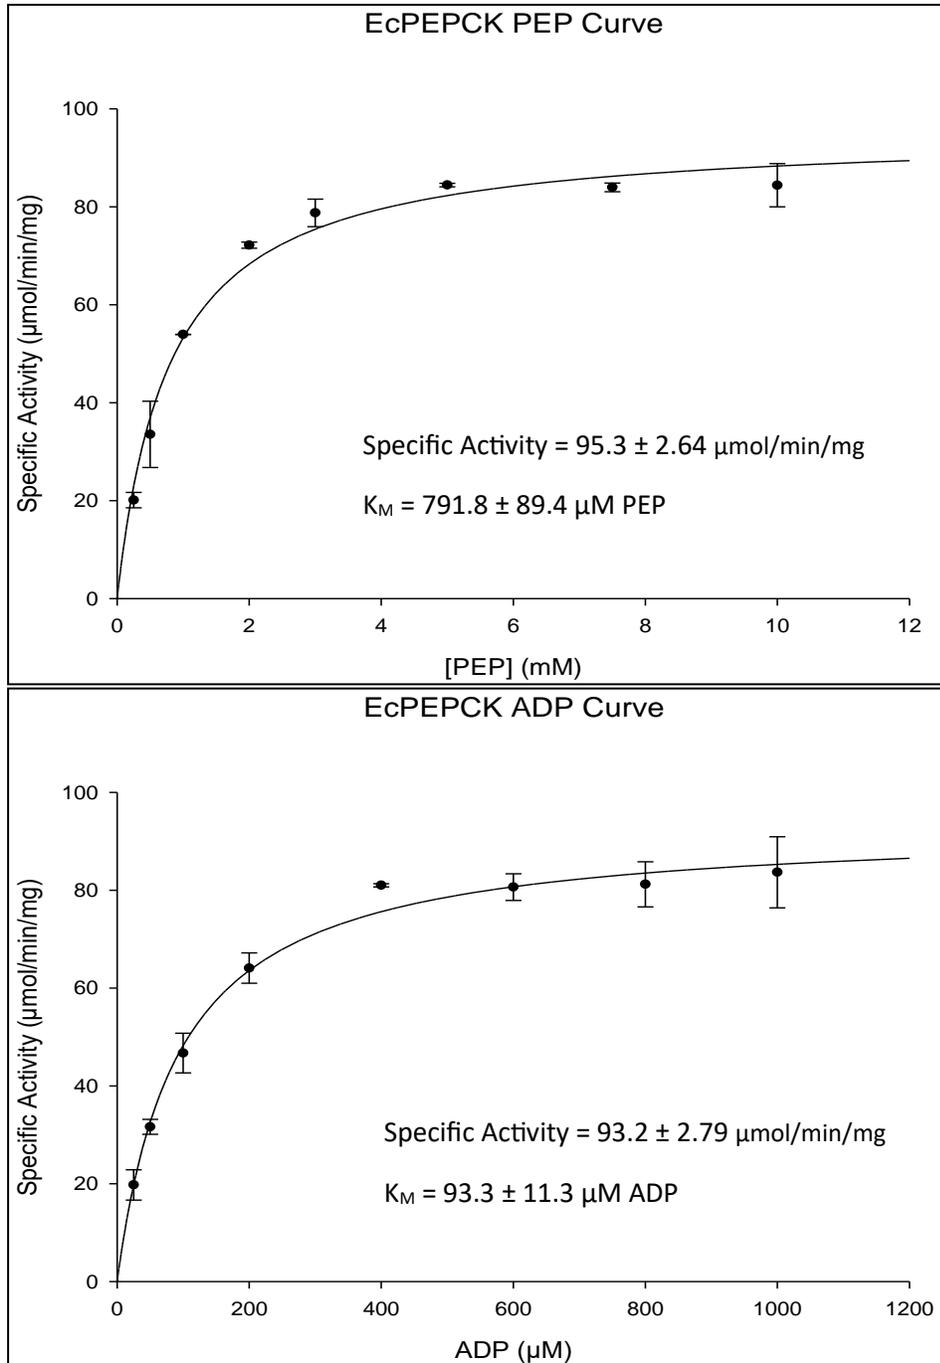 EcPEPCK PEP Curve
100
80
60
40
20
0
Specific Activity (µmol/min/mg)
Specific Activity = 95.3 ± 2.64 µmol/min/mg
KM = 791.8 ± 89.4 µM PEP
0 2 4 6 8 10 12
[PEP] (mM)
EcPEPCK ADP Curve
100
80
60
40
20
0
Specific Activity (µmol/min/mg)
Specific Activity = 93.2 ± 2.79 µmol/min/mg
KM = 93.3 ± 11.3 µM ADP
0 200 400 600 800 1000 1200
ADP (µM)